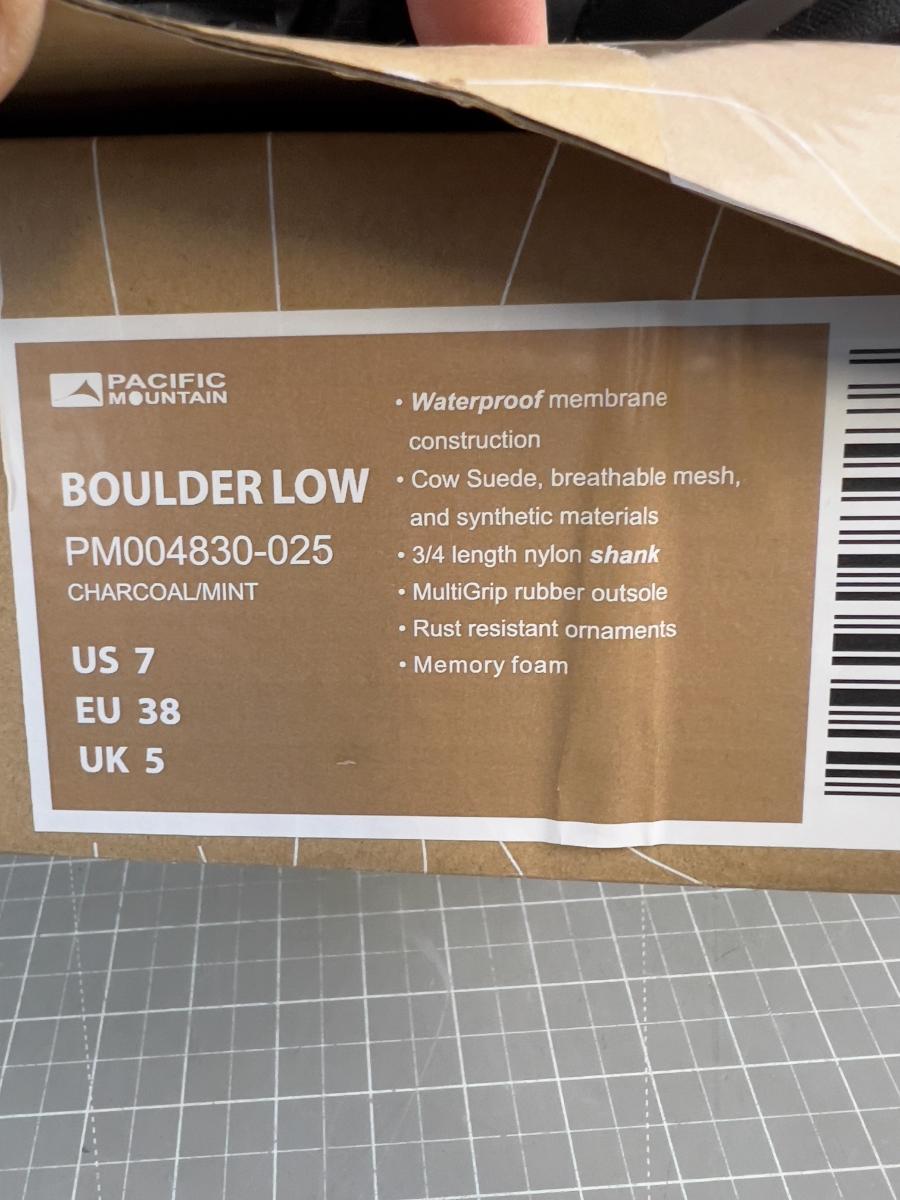 PACIFIC
MOUNTAIN
BOULDER LOW
PM004830-025
CHARCOAL/MINT
US 7
EU 38
UK 5
• Waterproof membrane
construction
• Cow Suede, breathable mesh,
and synthetic materials
• 3/4 length nylon shank
• MultiGrip rubber outsole
• Rust resistant ornaments
• Memory foam